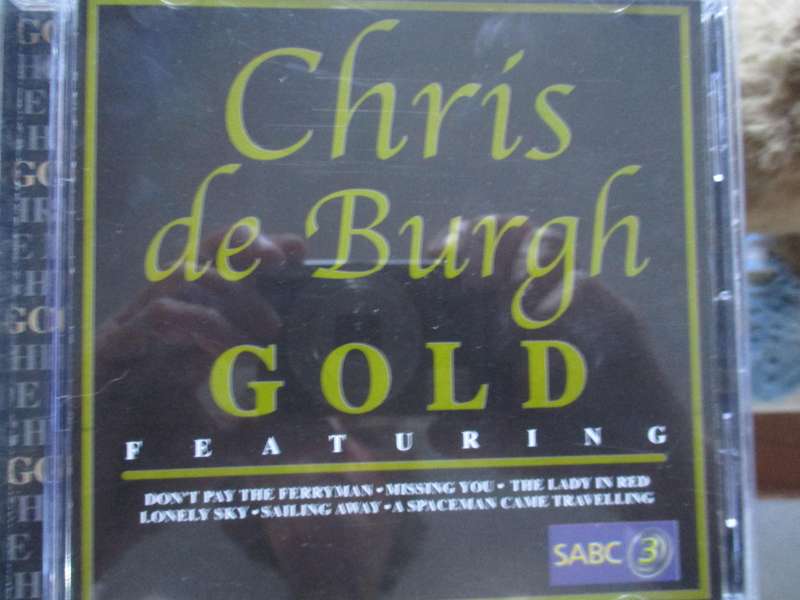 Chris
de Burgh
GOLD
FEATURING
DON'T PAY THE FERRYMAN • MISSING YOU • THE LADY IN RED
LONELY SKY • SAILING AWAY • A SPACEMAN CAME TRAVELLING
SABC 3